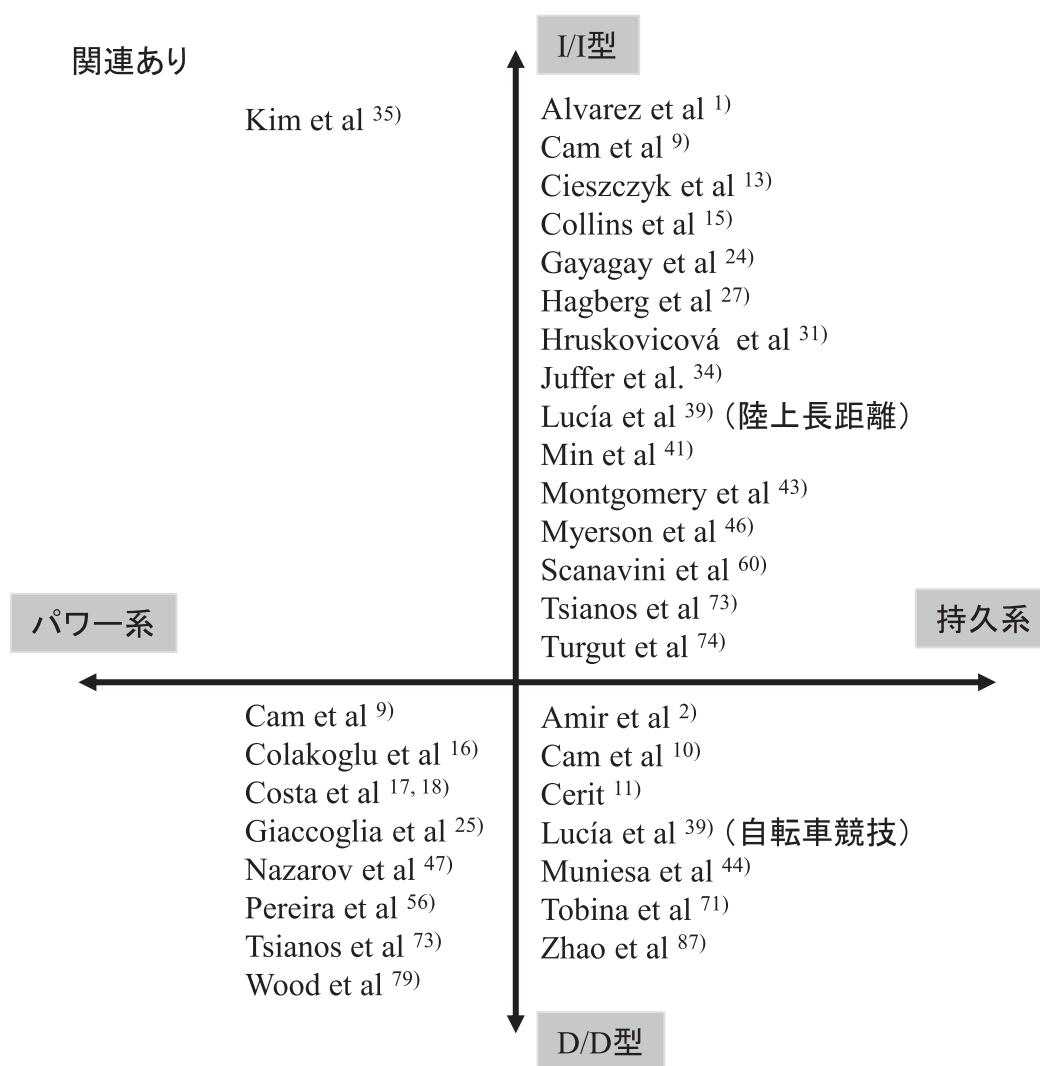 関連あり
I/I型
Kim et al 35)
Alvarez et al 1)
Cam et al 9)
Cieszczyk et al 13)
Collins et al 15)
Gayagay et al 24)
Hagberg et al 27)
Hruskovicová et al 31)
Juffer et al. 34)
Lucía et al 39)（陸上長距離）
Min et al 41)
Montgomery et al 43)
Myerson et al 46)
Scanavini et al 60)
Tsianos et al 73)
Turgut et al 74)
パワー系
持久系
Cam et al 9)
Colakoglu et al 16)
Costa et al 17, 18)
Giaccoglia et al 25)
Nazarov et al 47)
Pereira et al 56)
Tsianos et al 73)
Wood et al 79)
Amir et al 2)
Cam et al 10)
Cerit 11)
Lucía et al 39)（自転車競技）
Muniesa et al 44)
Tobina et al 71)
Zhao et al 87)
D/D型